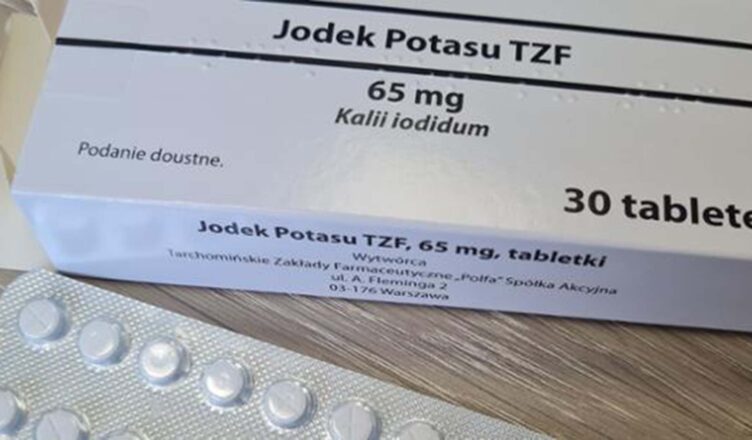 Jodek Potasu TZF
65 mg
Kalii iodidum
Podanie doustne.
30 tablete
Jodek Potasu TZF, 65 mg, tabletki
Wytwórca
Tarchomińskie Zakłady Farmaceutyczne „Polfa" Spółka Akcyjna
ul. A. Fleminga 2
03-176 Warszawa